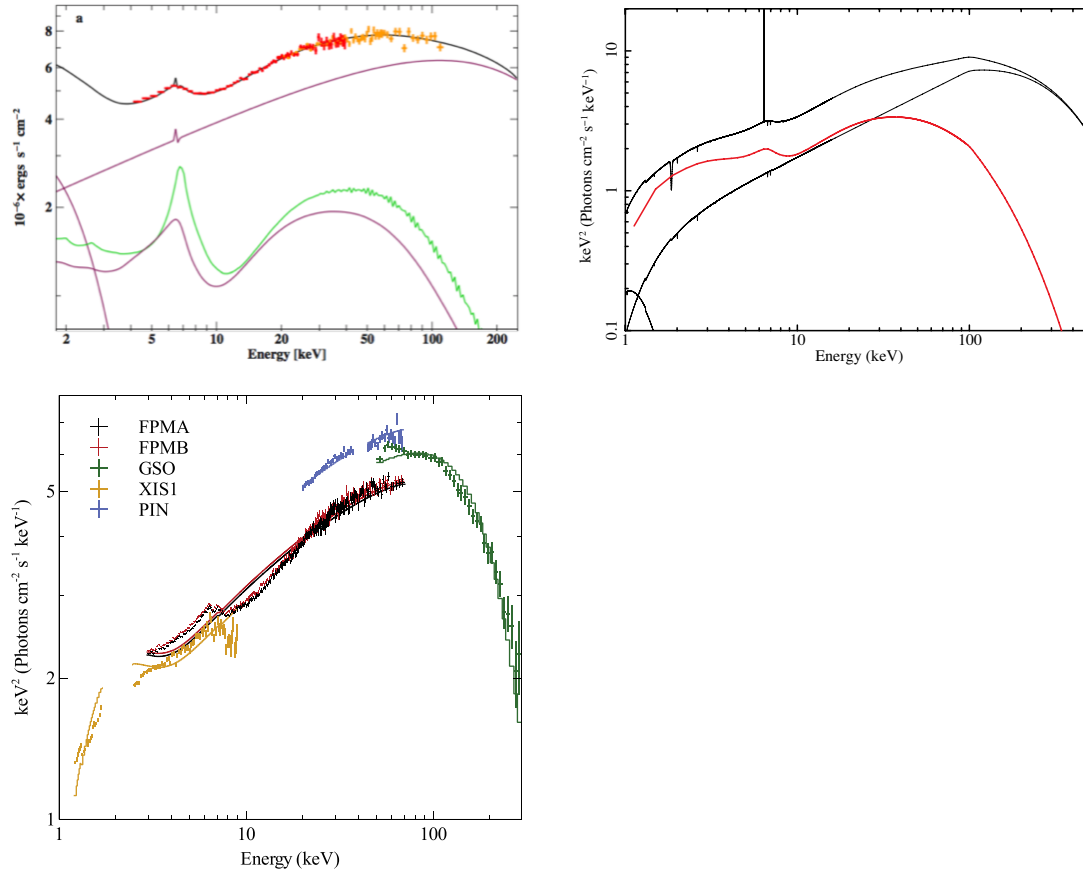 a
8
6
4
2
10⁻⁶× ergs s⁻¹ cm⁻²
2 5 10 20 50 100 200
Energy [keV]
10
1
0.1
keV² (Photons cm⁻² s⁻¹ keV⁻¹)
1 10 100
Energy (keV)
FPMA
FPMB
GSO
XIS1
PIN
5
2
1
keV² (Photons cm⁻² s⁻¹ keV⁻¹)
1 10 100
Energy (keV)